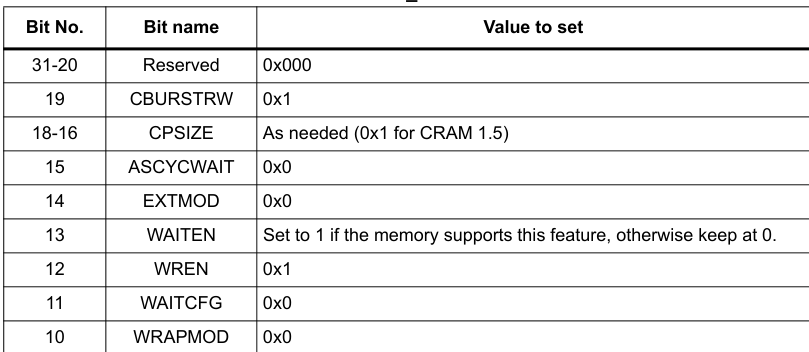 Bit No. Bit name Value to set
31-20 Reserved 0x000
19 CBURSTRW 0x1
18-16 CPSIZE As needed (0x1 for CRAM 1.5)
15 ASCYCWAIT 0x0
14 EXTMOD 0x0
13 WAITEN Set to 1 if the memory supports this feature, otherwise keep at 0.
12 WREN 0x1
11 WAITCFG 0x0
10 WRAPMOD 0x0